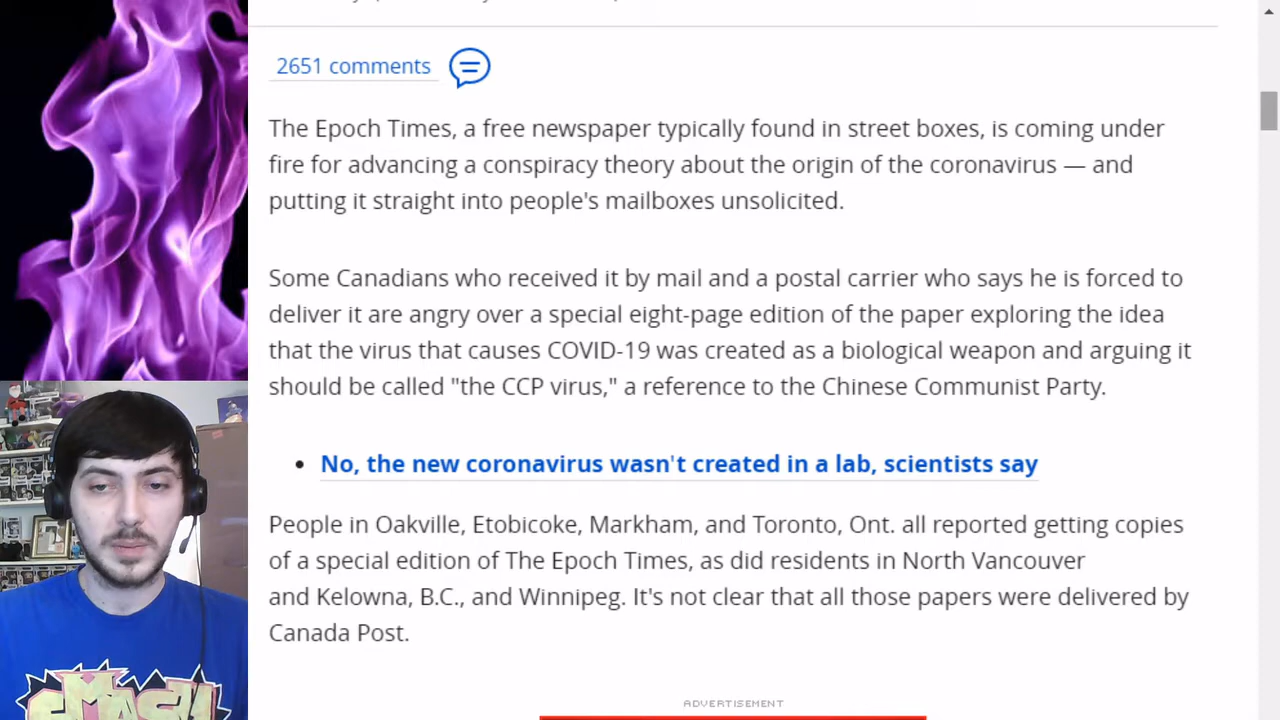 2651 comments
The Epoch Times, a free newspaper typically found in street boxes, is coming under
fire for advancing a conspiracy theory about the origin of the coronavirus — and
putting it straight into people's mailboxes unsolicited.
Some Canadians who received it by mail and a postal carrier who says he is forced to
deliver it are angry over a special eight-page edition of the paper exploring the idea
that the virus that causes COVID-19 was created as a biological weapon and arguing it
should be called "the CCP virus," a reference to the Chinese Communist Party.
• No, the new coronavirus wasn't created in a lab, scientists say
People in Oakville, Etobicoke, Markham, and Toronto, Ont. all reported getting copies
of a special edition of The Epoch Times, as did residents in North Vancouver
and Kelowna, B.C., and Winnipeg. It's not clear that all those papers were delivered by
Canada Post.
ADVERTISEMENT
SMASH